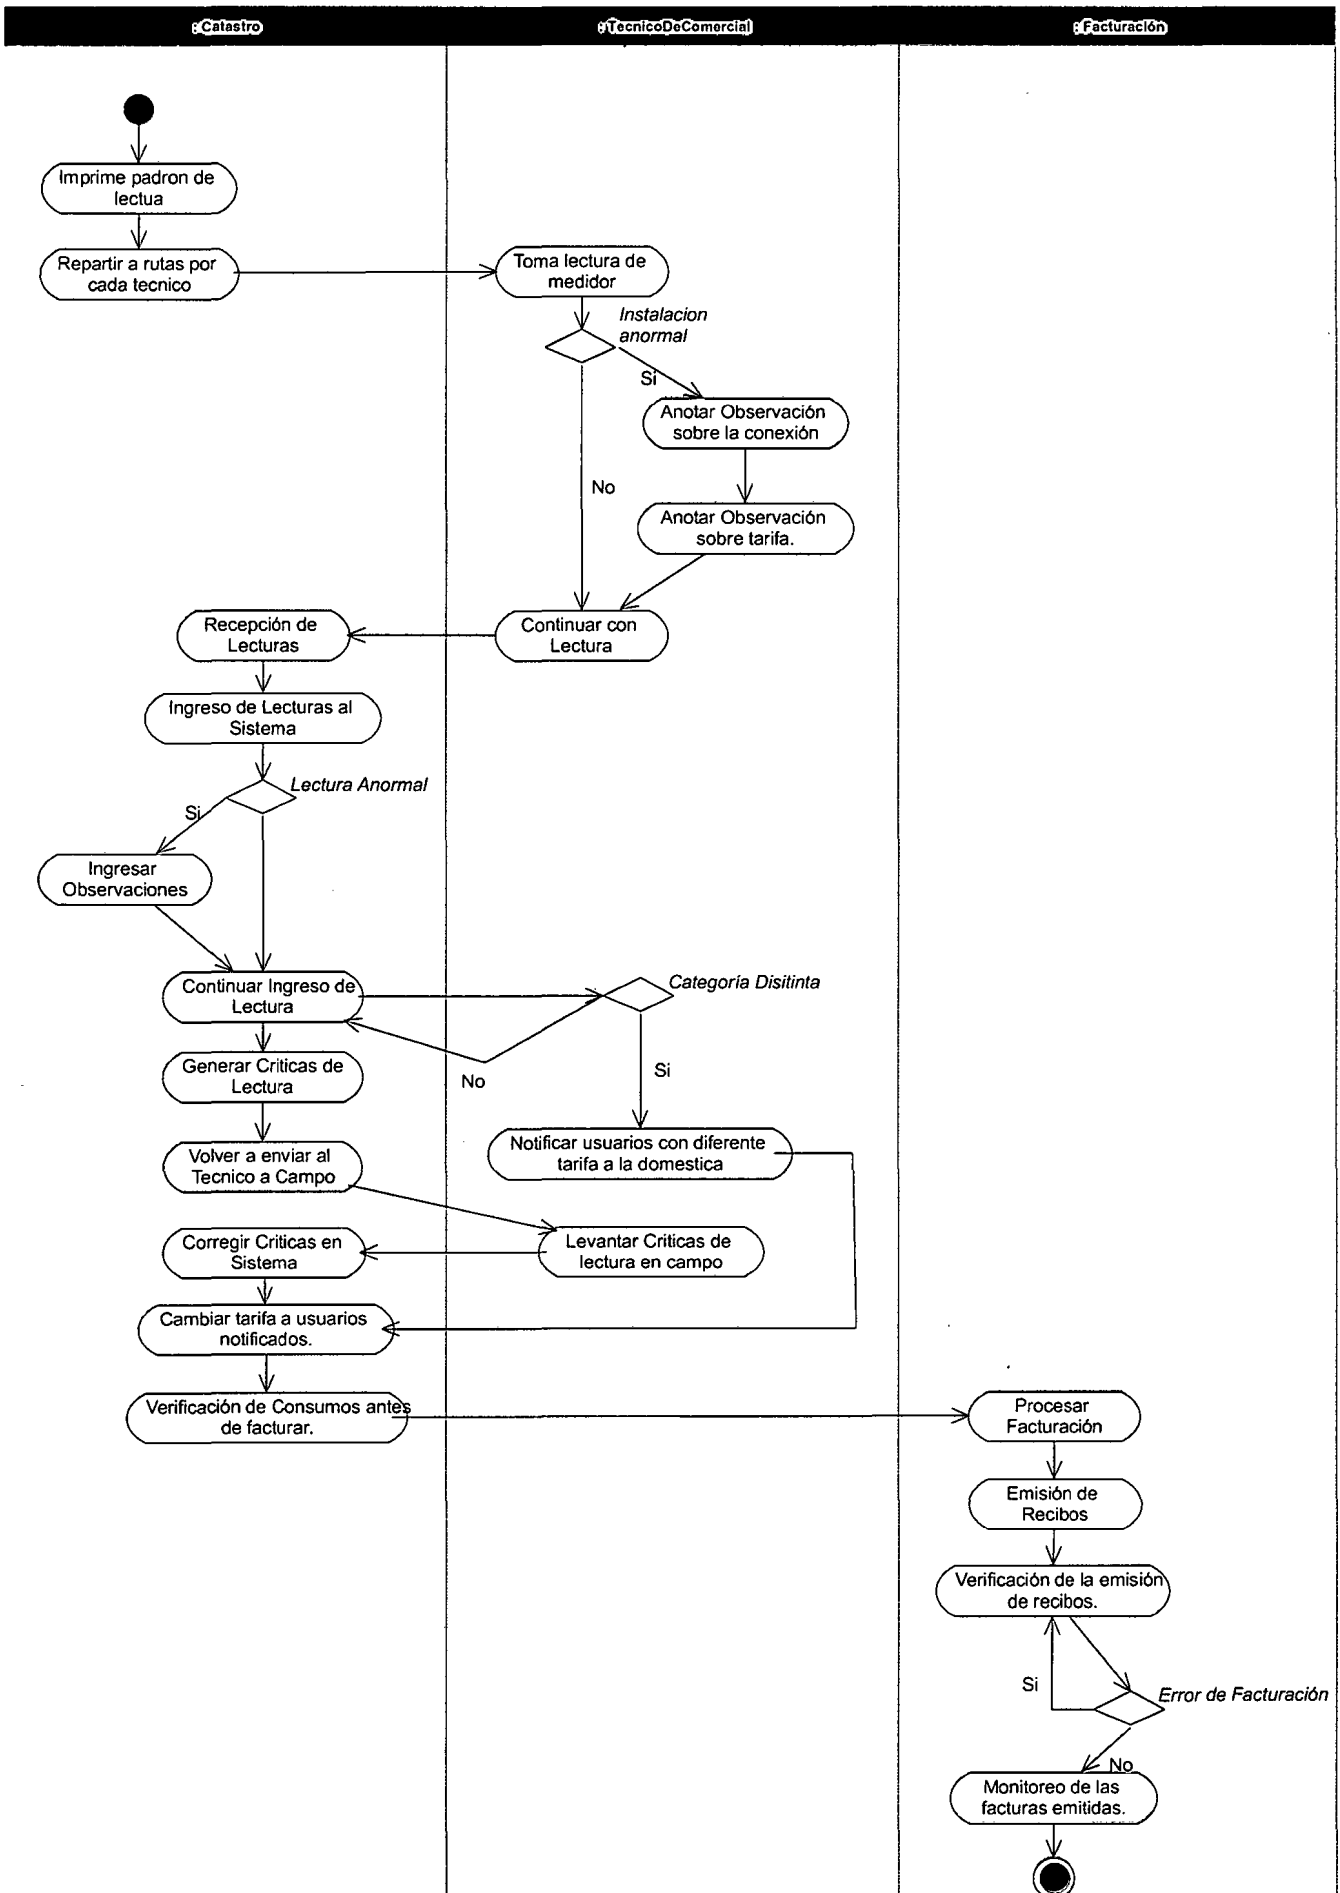 : Catastro
: TecnicoDeComercial
: Facturación
Imprime padron de
lectua
Repartir a rutas por
cada tecnico
Toma lectura de
medidor
Instalacion
anormal
Si
Anotar Observación
sobre la conexión
No
Anotar Observación
sobre tarifa.
Recepción de
Lecturas
Continuar con
Lectura
Ingreso de Lecturas al
Sistema
Lectura Anormal
Si
Ingresar
Observaciones
Continuar Ingreso de
Lectura
Categoría Disitinta
No
Si
Generar Criticas de
Lectura
Notificar usuarios con diferente
tarifa a la domestica
Volver a enviar al
Tecnico a Campo
Levantar Criticas de
lectura en campo
Corregir Criticas en
Sistema
Cambiar tarifa a usuarios
notificados.
Verificación de Consumos antes
de facturar.
Procesar
Facturación
Emisión de
Recibos
Verificación de la emisión
de recibos.
Si
Error de Facturación
No
Monitoreo de las
facturas emitidas.